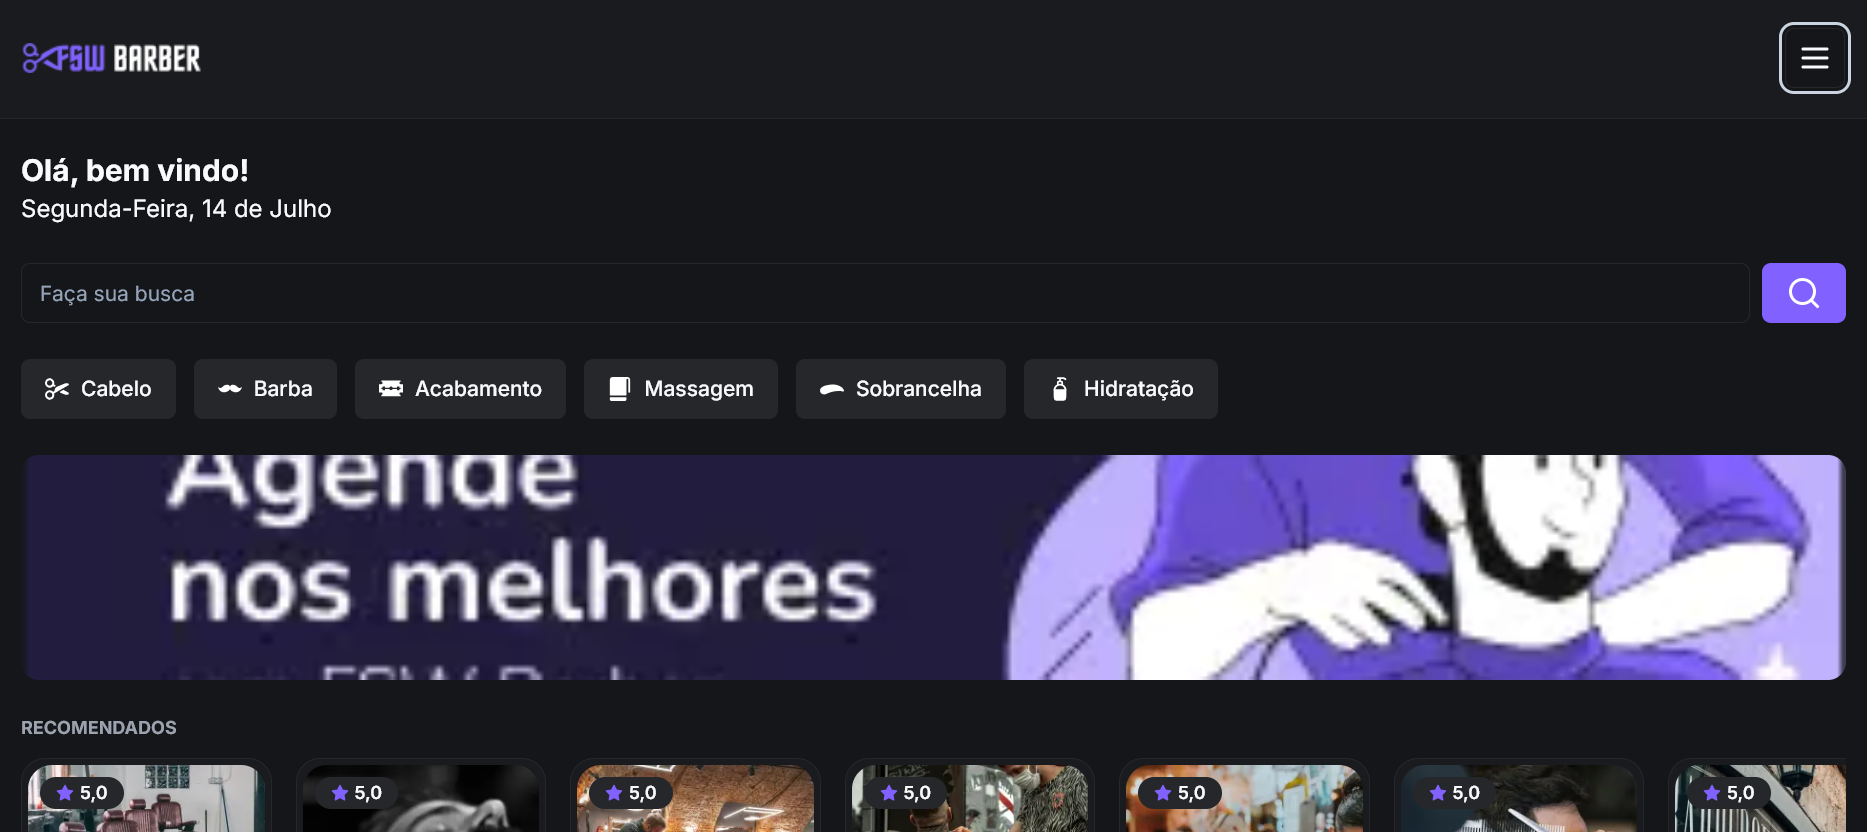 FSW BARBER
Olá, bem vindo!
Segunda-Feira, 14 de Julho
Faça sua busca
Cabelo
Barba
Acabamento
Massagem
Sobrancelha
Hidratação
Agende
nos melhores
RECOMENDADOS
5,0
5,0
5,0
5,0
5,0
5,0
5,0